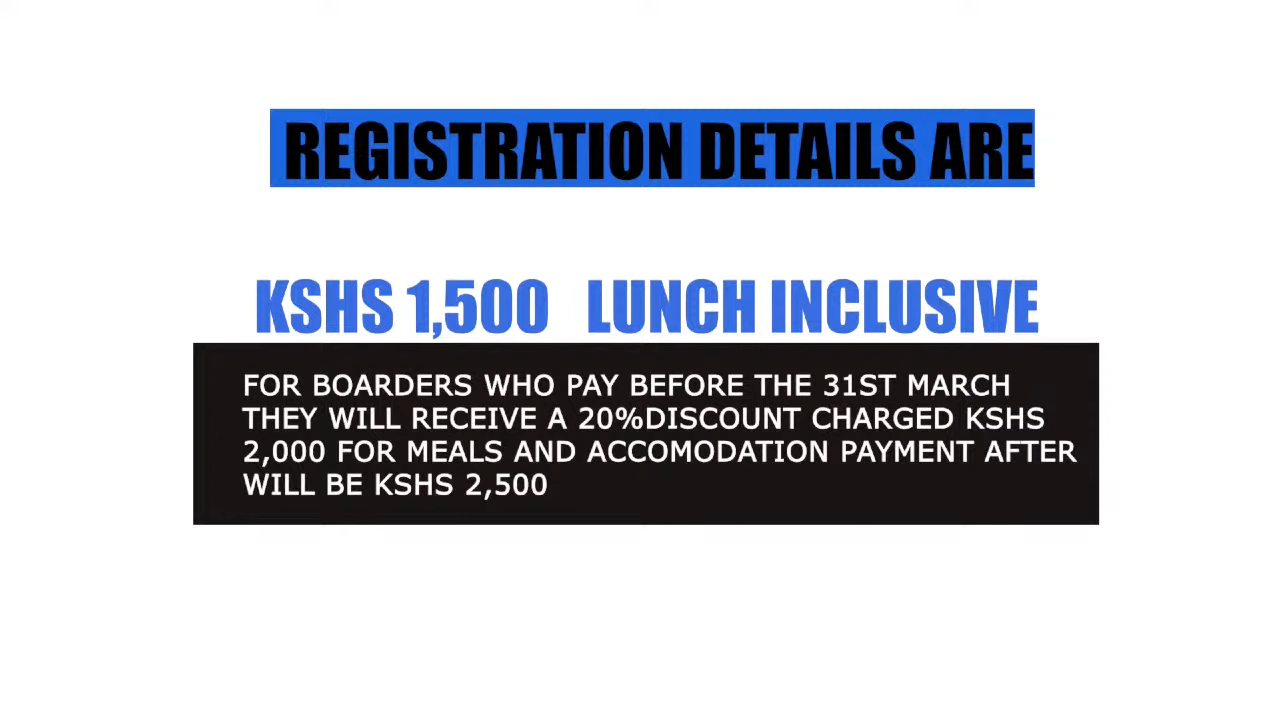 REGISTRATION DETAILS ARE
KSHS 1,500 LUNCH INCLUSIVE
FOR BOARDERS WHO PAY BEFORE THE 31ST MARCH
THEY WILL RECEIVE A 20%DISCOUNT CHARGED KSHS
2,000 FOR MEALS AND ACCOMODATION PAYMENT AFTER
WILL BE KSHS 2,500